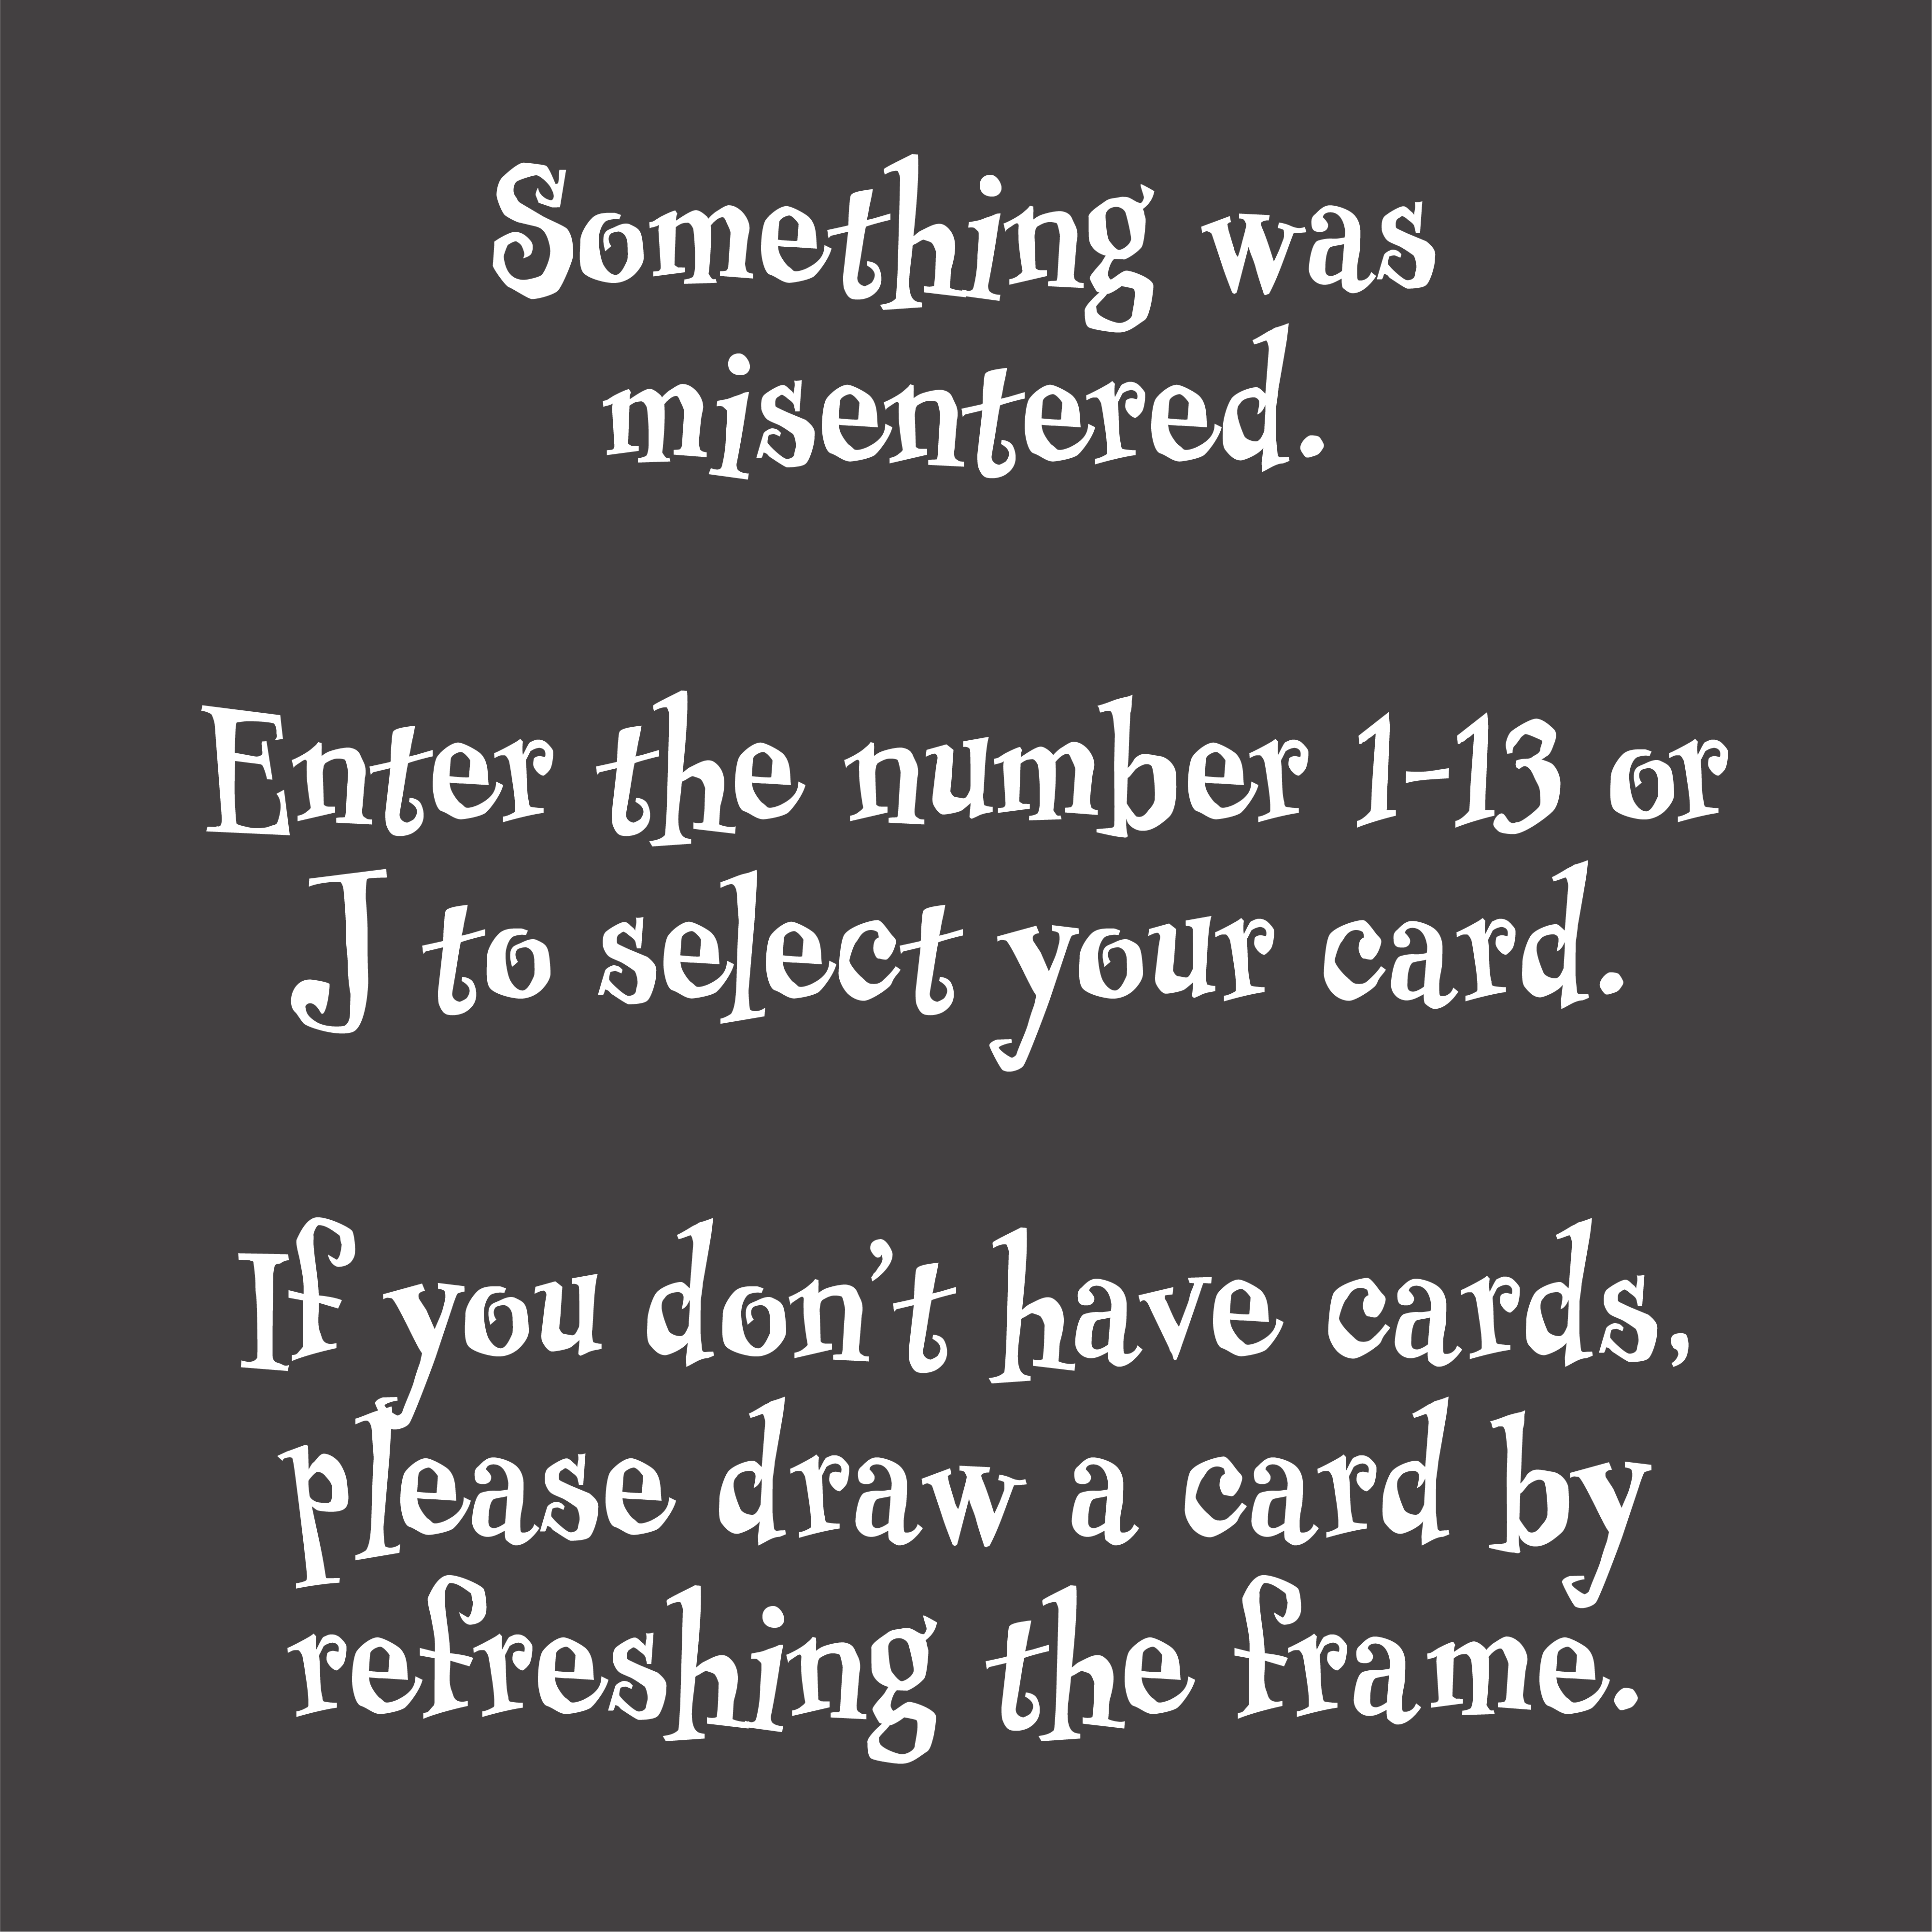 Something was
misentered.
Enter the number 1-13 or
J to select your card.
If you don't have cards,
please draw a card by
refreshing the frame.